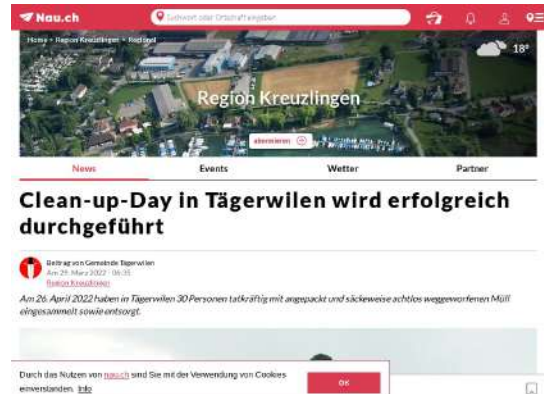 Nau.ch
Suchwort oder Ortschaft eingeben
Home • Region Kreuzlingen • Regional
18°
Region Kreuzlingen
abonnieren
News Events Wetter Partner
Clean-up-Day in Tägerwilen wird erfolgreich
durchgeführt
Beitrag von Gemeinde Tägerwilen
Am 29. März 2022 - 06:35
Region Kreuzlingen
Am 26. April 2022 haben in Tägerwilen 30 Personen tatkräftig mit angepackt und säckeweise achtlos weggeworfenen Müll
eingesammelt sowie entsorgt.
Durch das Nutzen von nau.ch sind Sie mit der Verwendung von Cookies
einverstanden. Info
OK